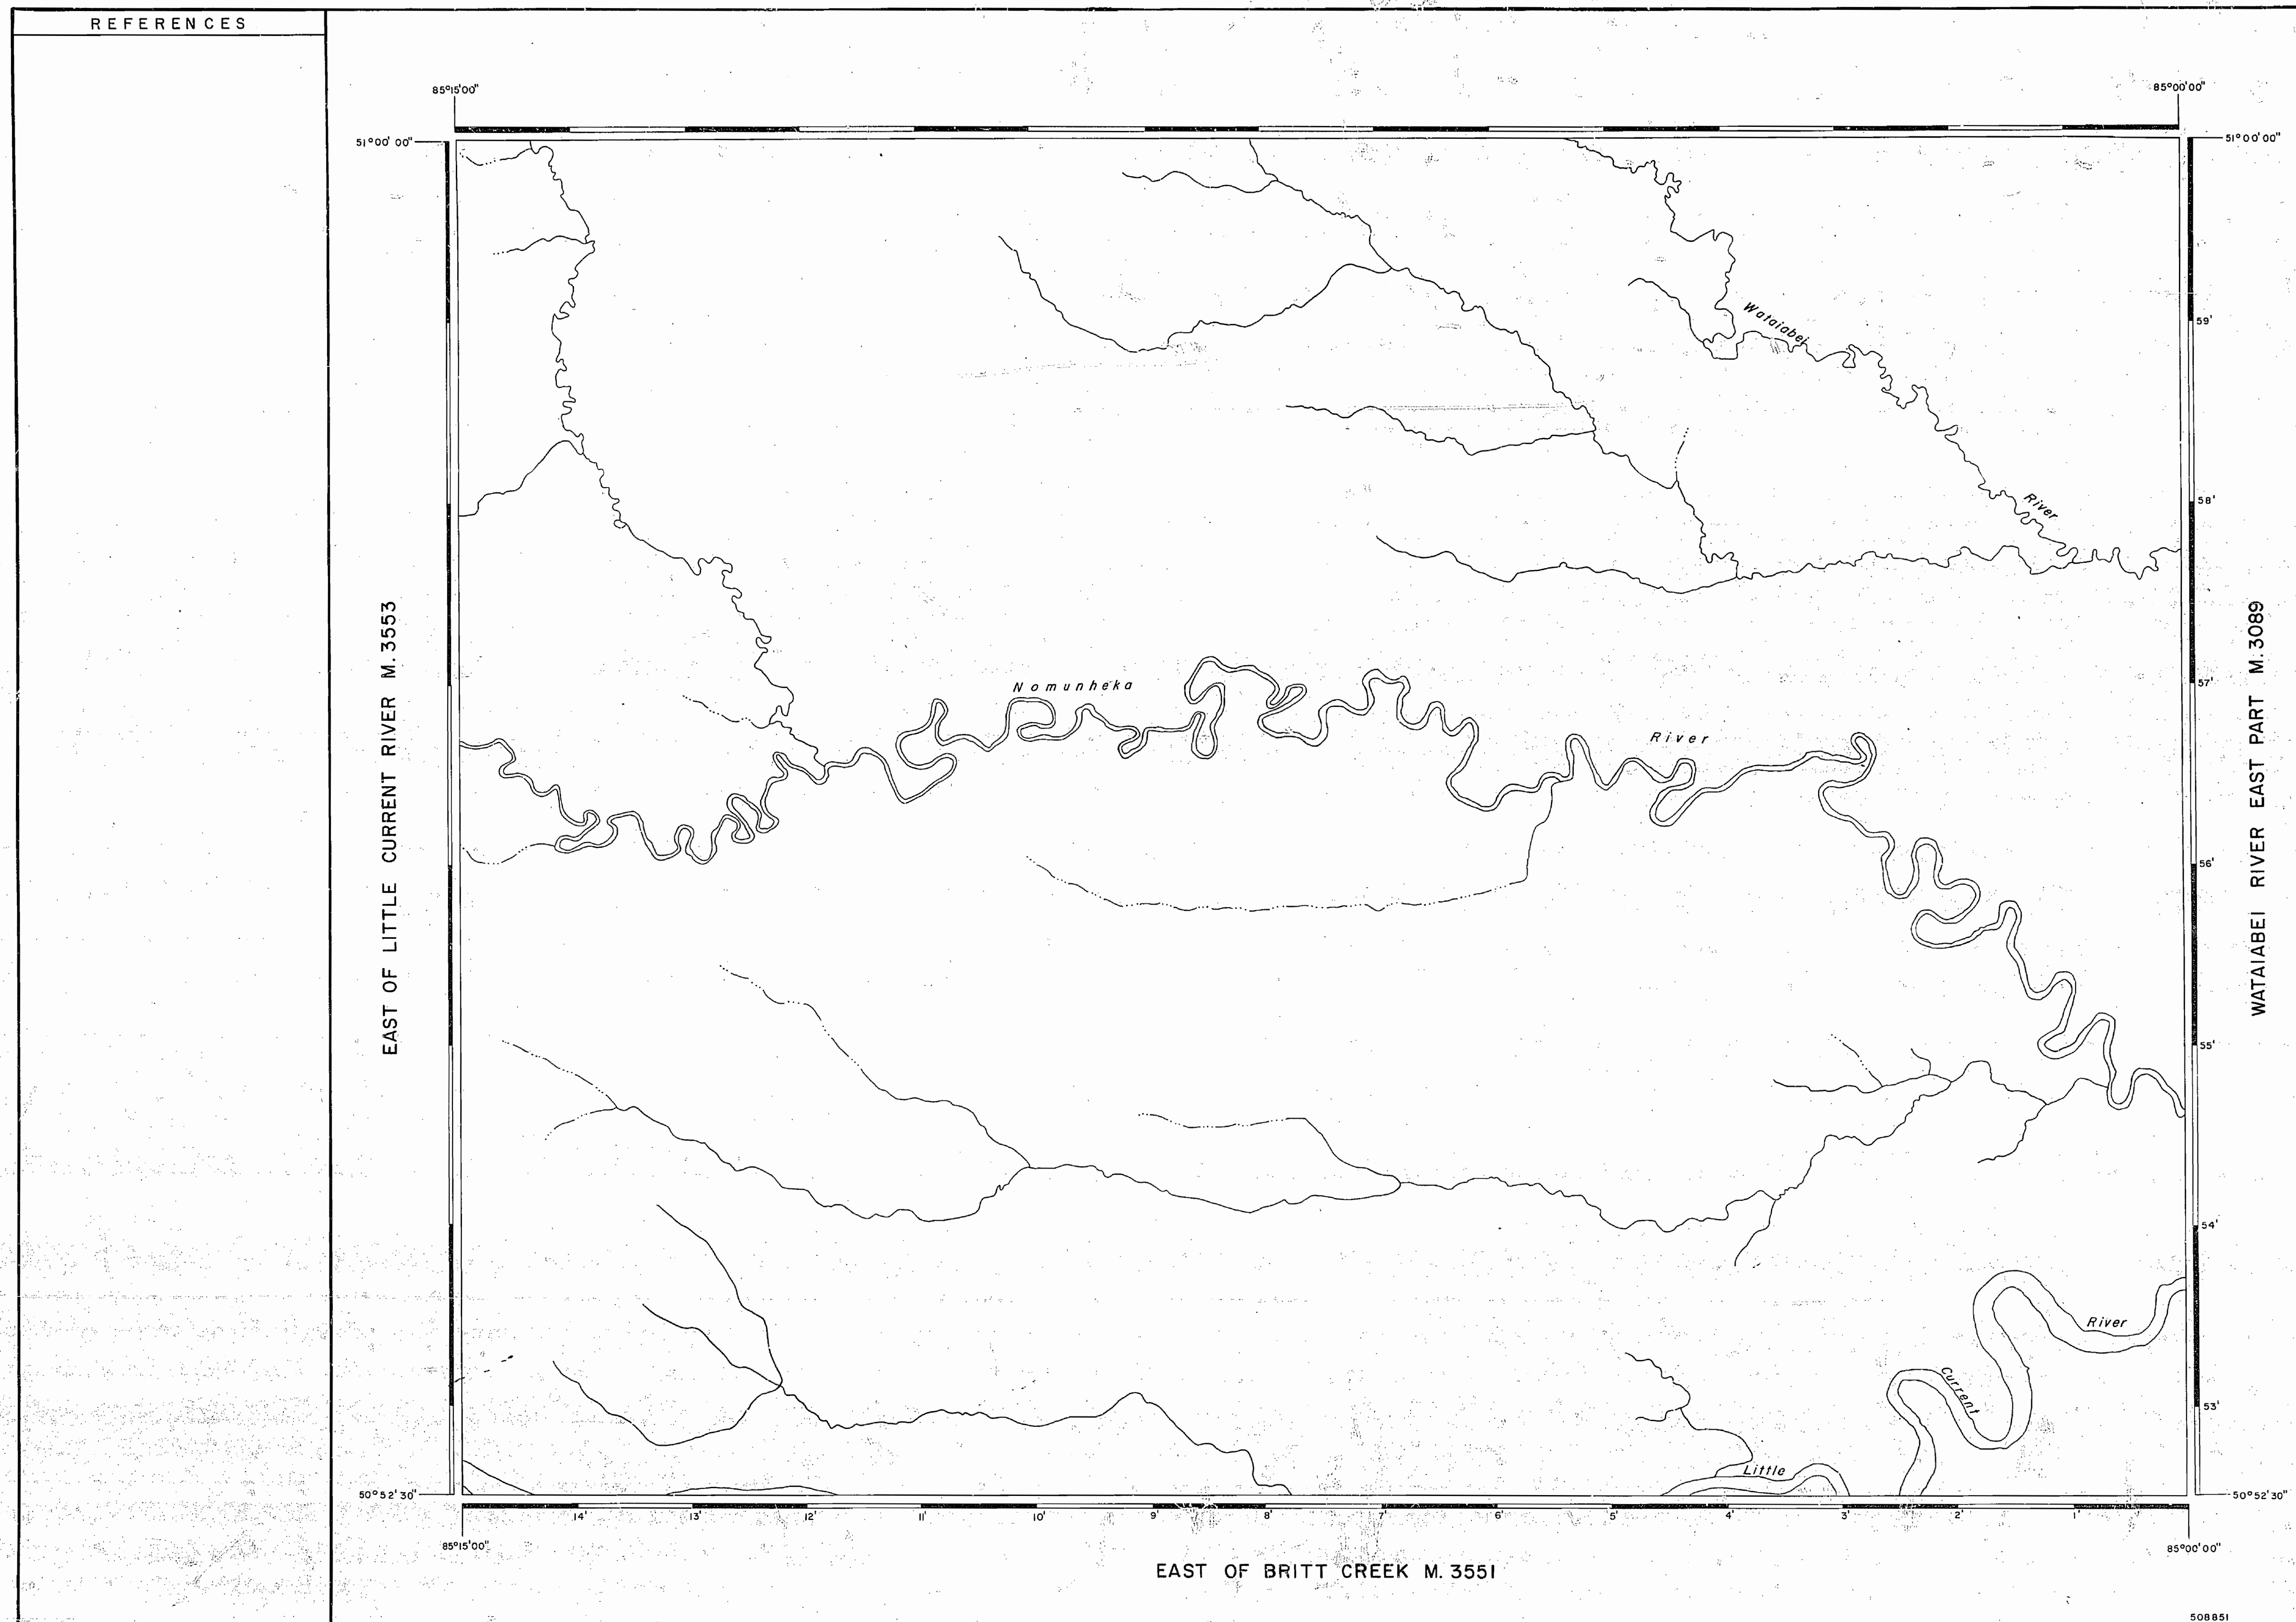 REFERENCES
85°15'00"
85°00'00"
51°00'00"
51°00'00"
Wataiabei
River
59'
58'
57'
56'
55'
54'
53'
Nomunheka
River
EAST OF LITTLE CURRENT RIVER M. 3553
WATAIABEI RIVER EAST PART M. 3089
River
Current
Little
50°52'30"
50°52'30"
14'
12'
11'
10'
9'
8'
7'
6'
5'
4'
3'
2'
1'
85°15'00"
85°00'00"
EAST OF BRITT CREEK M. 3551
508851